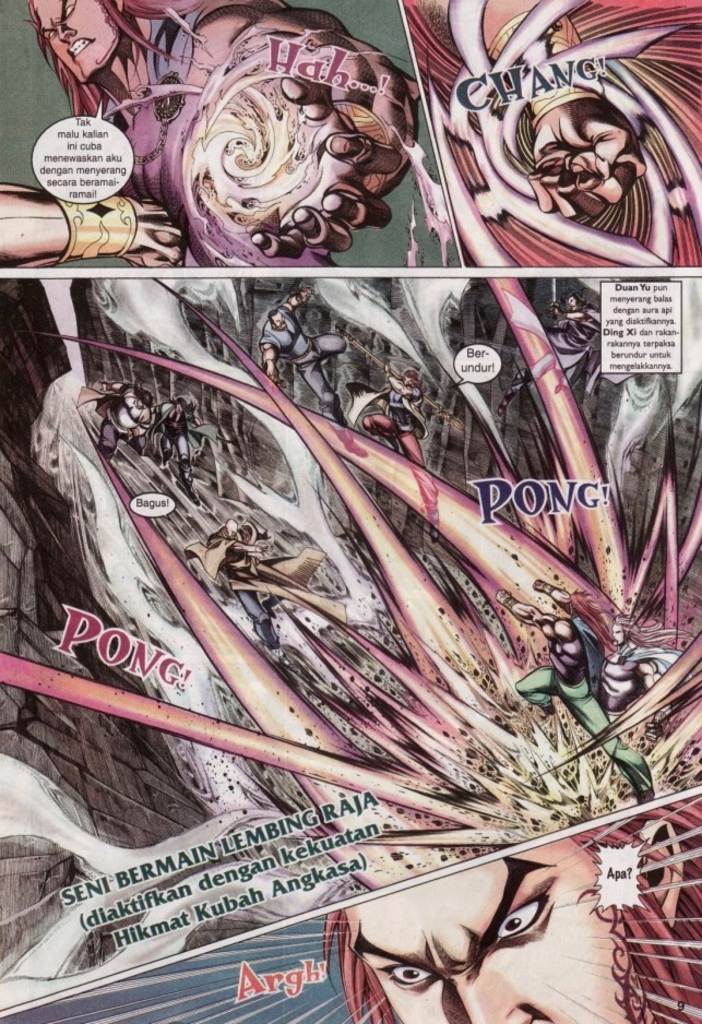 Hah...!
CHANG!
Tak
malu kalian
ini cuba
menewaskan aku
dengan menyerang
secara beramai-
ramai!
Duan Yu pun
menyerang balas
dengan aura api
yang diaktifkannya.
Ding Xi dan rakan-
rakannya terpaksa
berundur untuk
mengelakkannya.
Ber-
undur!
Bagus!
PONG!
PONG!
SENI BERMAIN LEMBING RAJA
(diaktifkan dengan kekuatan
Hikmat Kubah Angkasa)
Apa?
Argh!
9